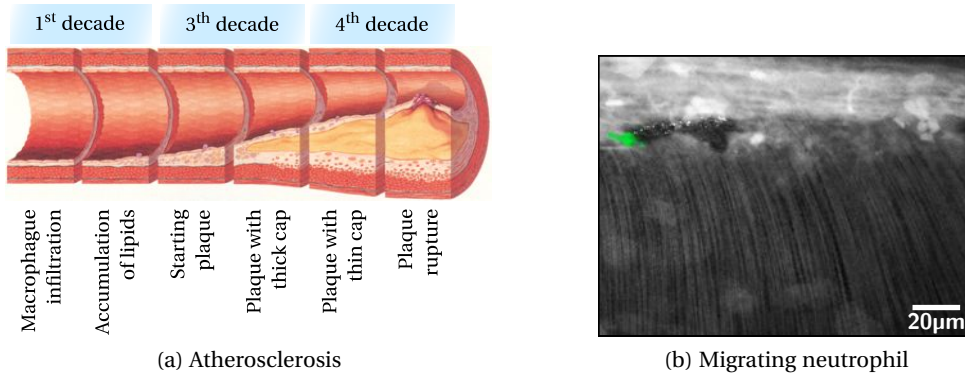 1st decade
3th decade
4th decade
Macrophague
infiltration
Accumulation
of lipids
Starting
plaque
Plaque with
thick cap
Plaque with
thin cap
Plaque
rupture
20µm
(a) Atherosclerosis
(b) Migrating neutrophil